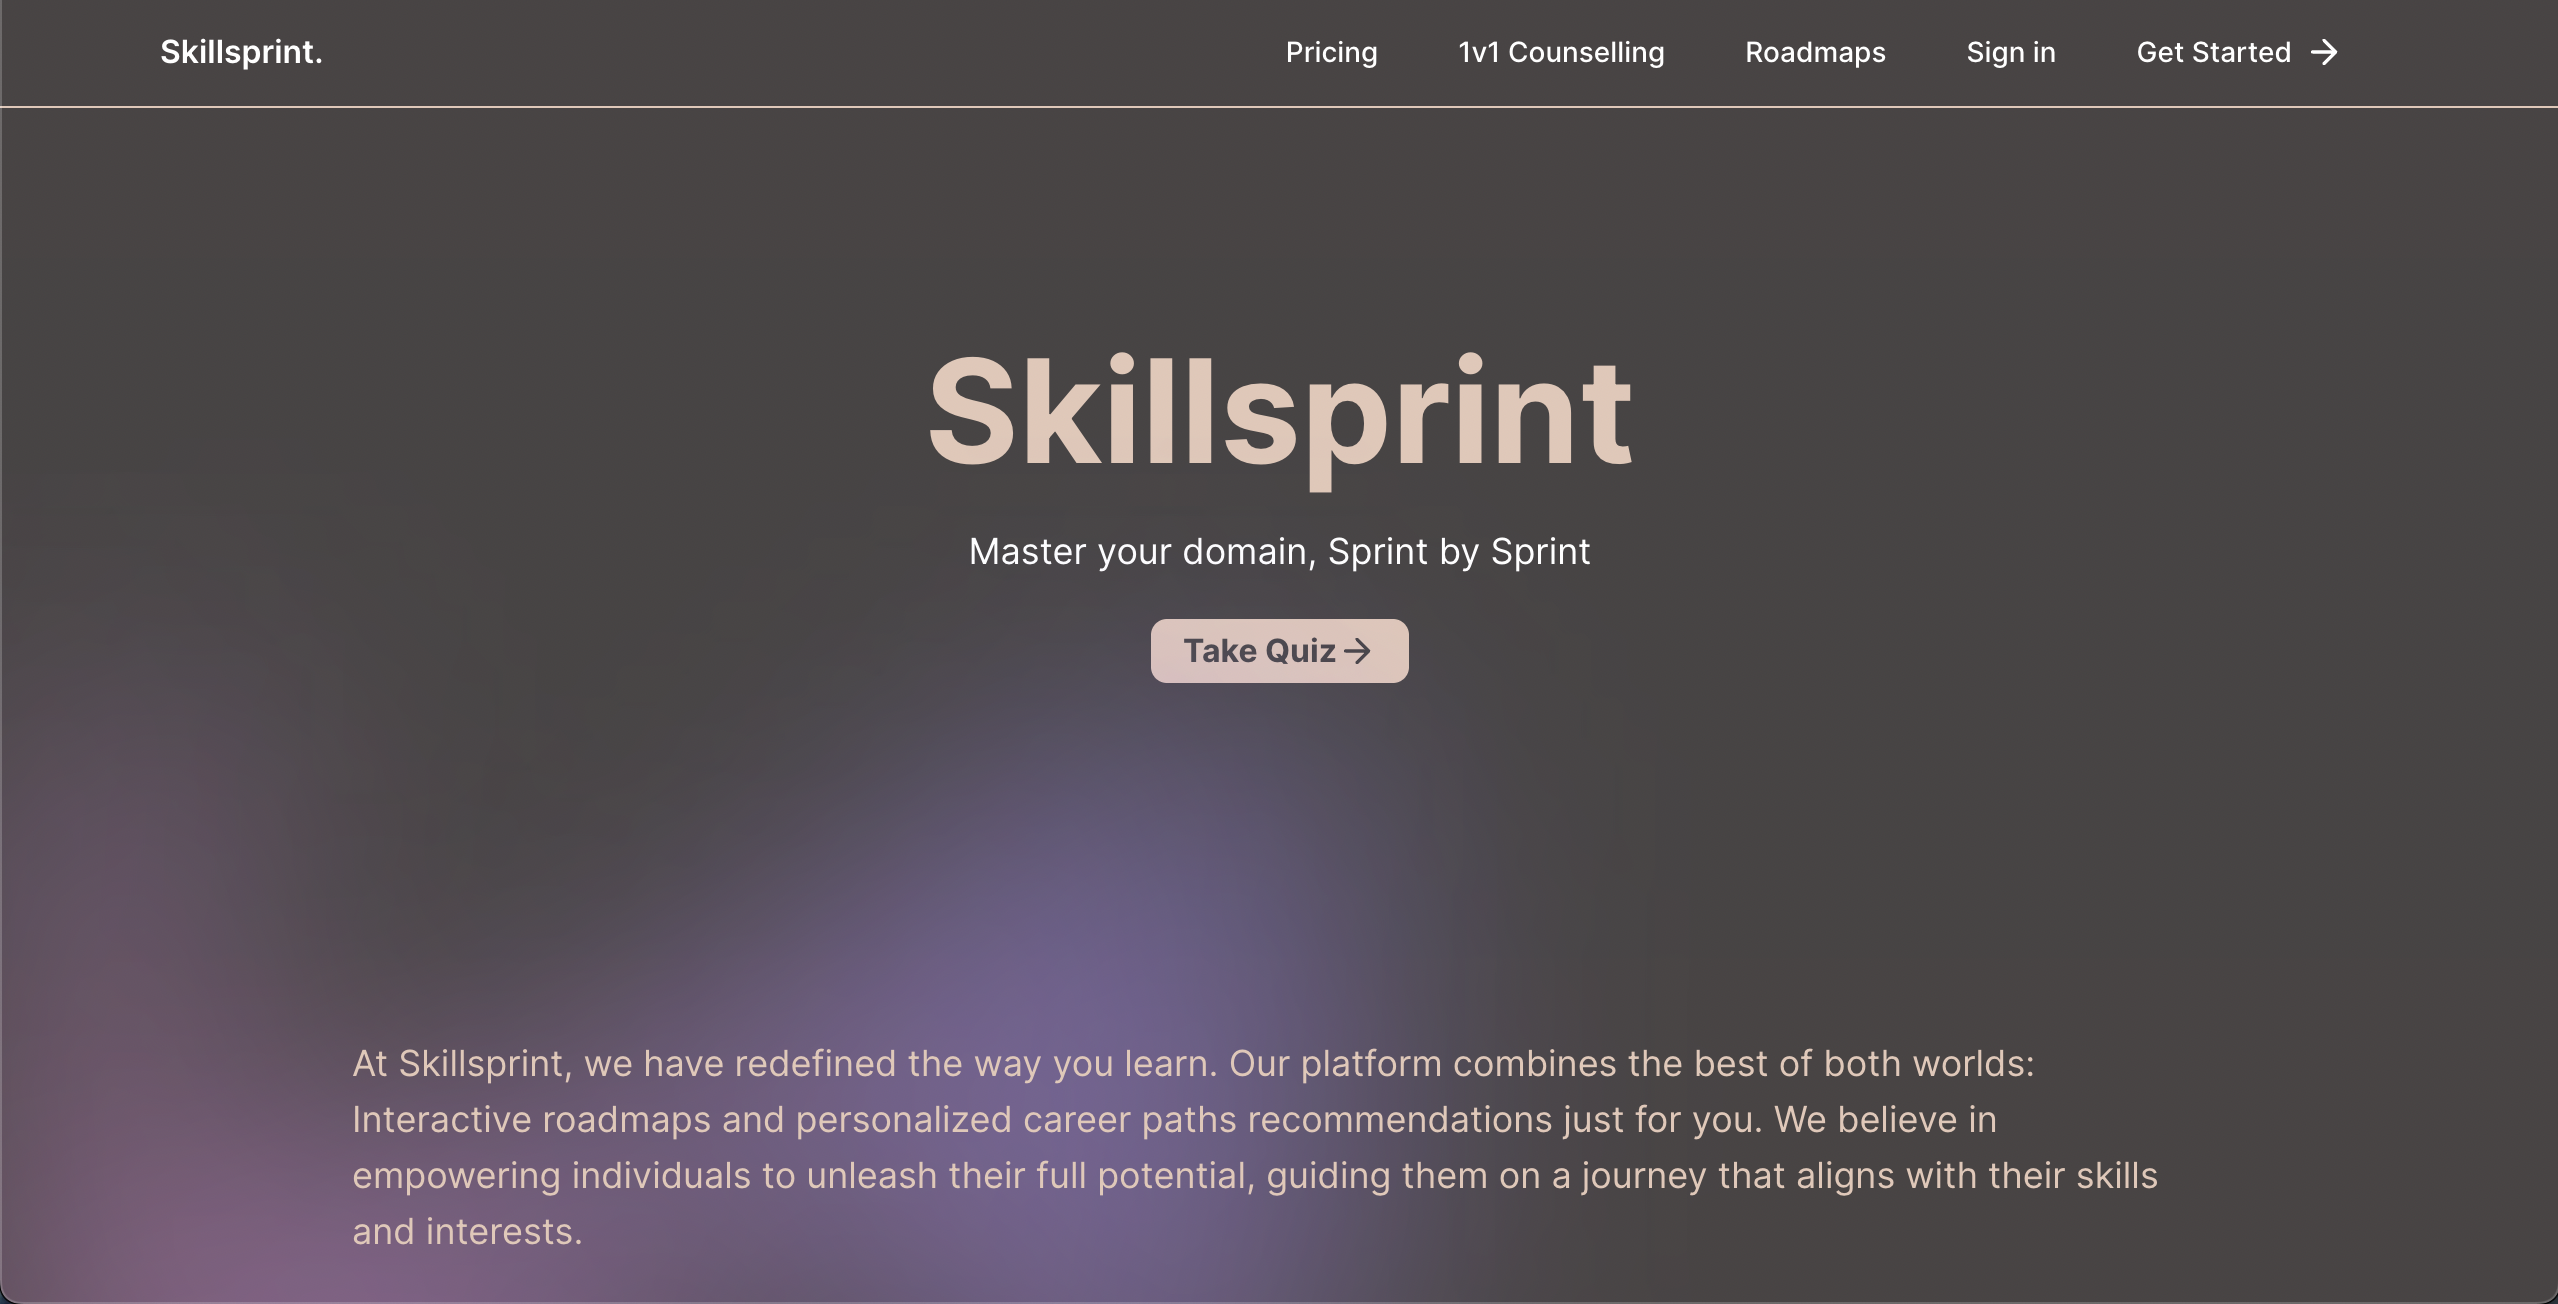 Skillsprint.
Pricing
1v1 Counselling
Roadmaps
Sign in
Get Started →
Skillsprint
Master your domain, Sprint by Sprint
Take Quiz →
At Skillsprint, we have redefined the way you learn. Our platform combines the best of both worlds:
Interactive roadmaps and personalized career paths recommendations just for you. We believe in
empowering individuals to unleash their full potential, guiding them on a journey that aligns with their skills
and interests.